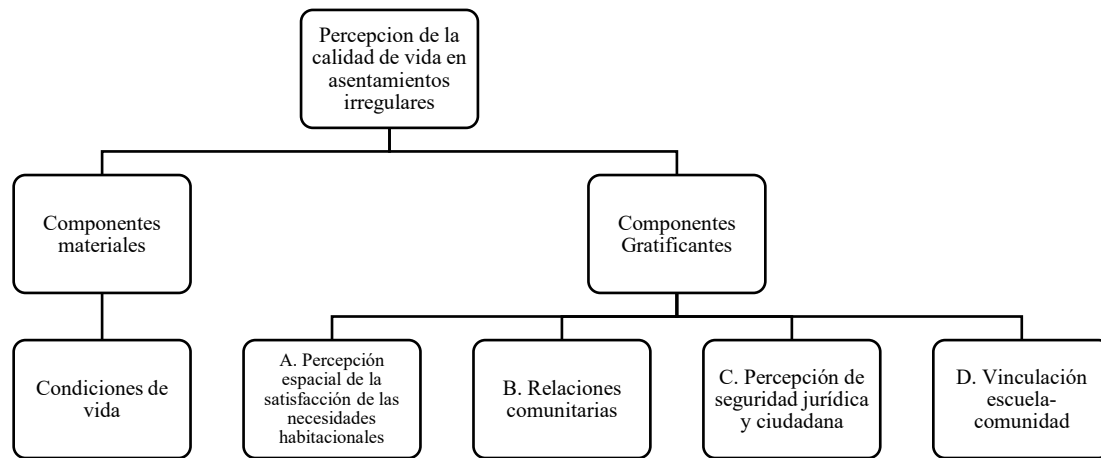 Percepcion de la
calidad de vida en
asentamientos
irregulares
Componentes
materiales
Componentes
Gratificantes
Condiciones de
vida
A. Percepción
espacial de la
satisfacción de las
necesidades
habitacionales
B. Relaciones
comunitarias
C. Percepción de
seguridad jurídica
y ciudadana
D. Vinculación
escuela-
comunidad